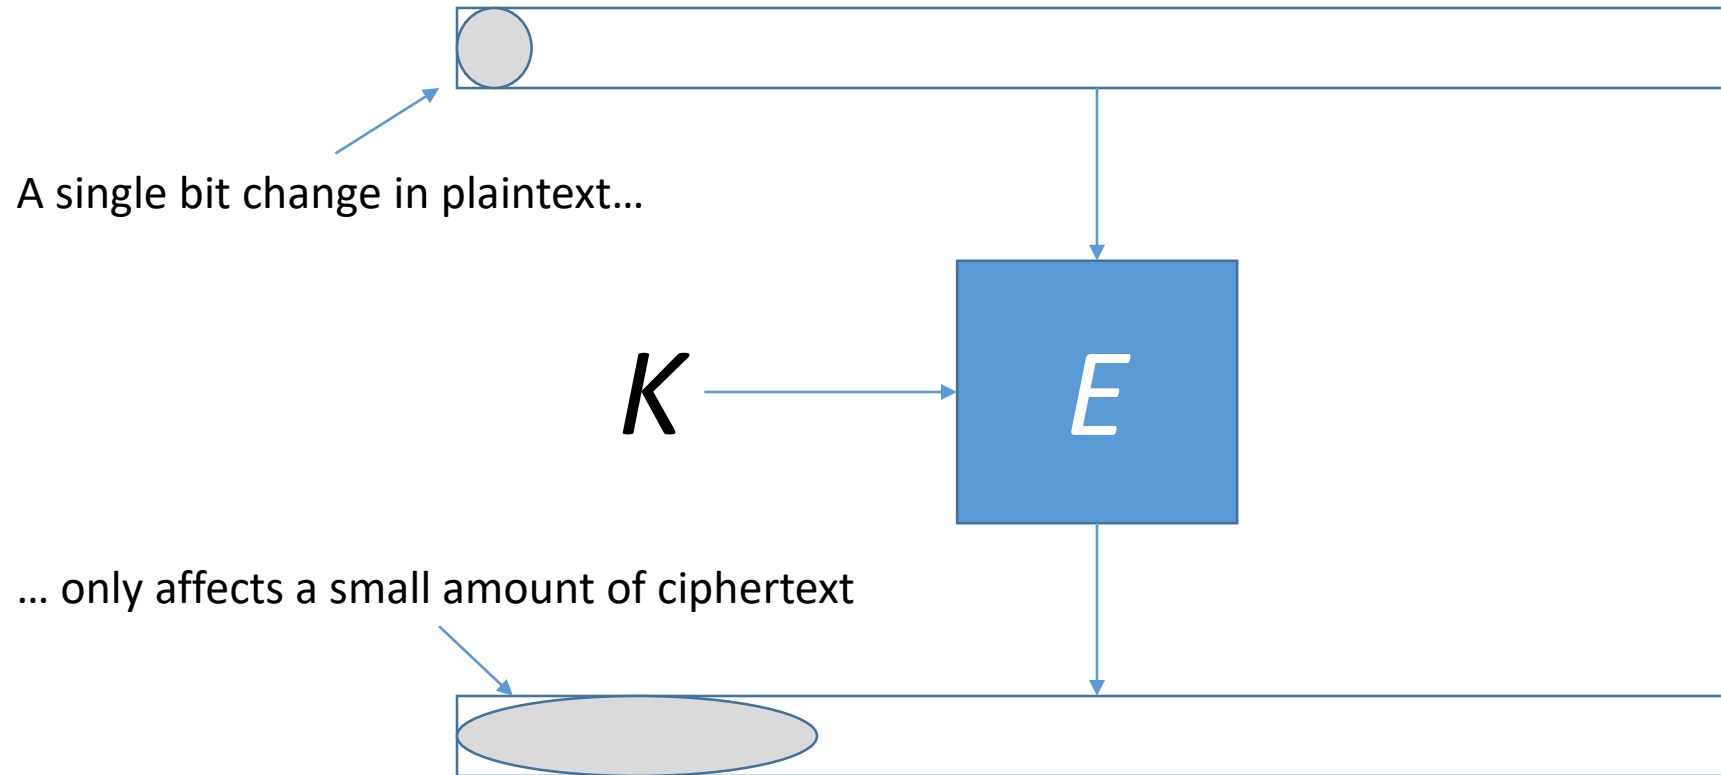 A single bit change in plaintext…
K
E
… only affects a small amount of ciphertext